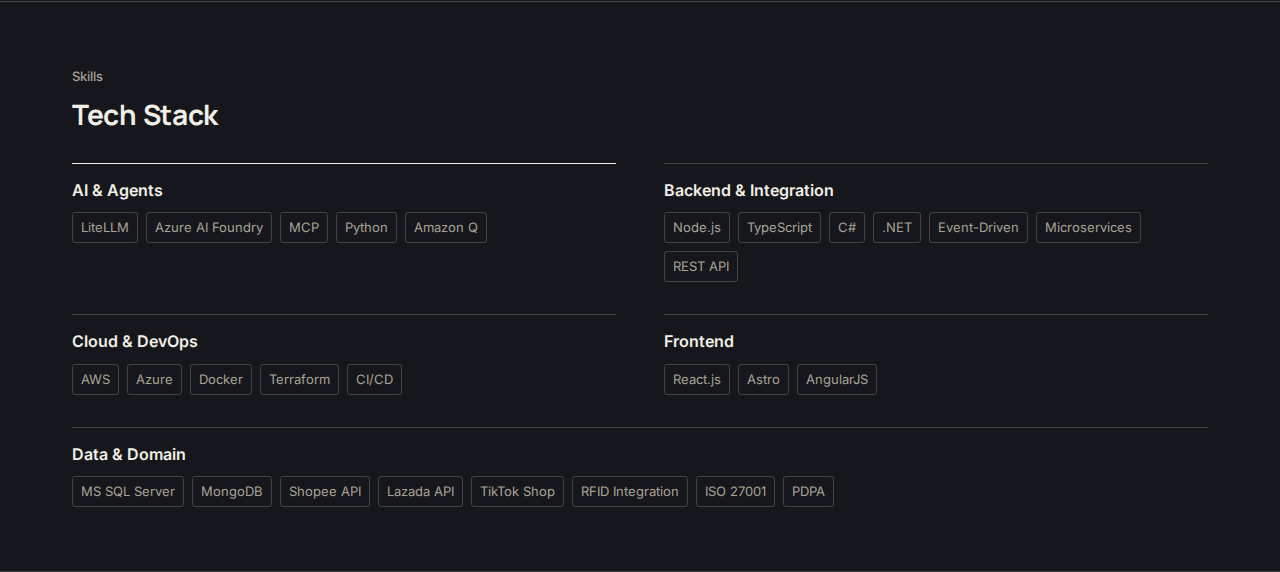 Skills
Tech Stack
AI & Agents
LiteLLM Azure AI Foundry MCP Python Amazon Q
Backend & Integration
Node.js TypeScript C# .NET Event-Driven Microservices
REST API
Cloud & DevOps
AWS Azure Docker Terraform CI/CD
Frontend
React.js Astro AngularJS
Data & Domain
MS SQL Server MongoDB Shopee API Lazada API TikTok Shop RFID Integration ISO 27001 PDPA